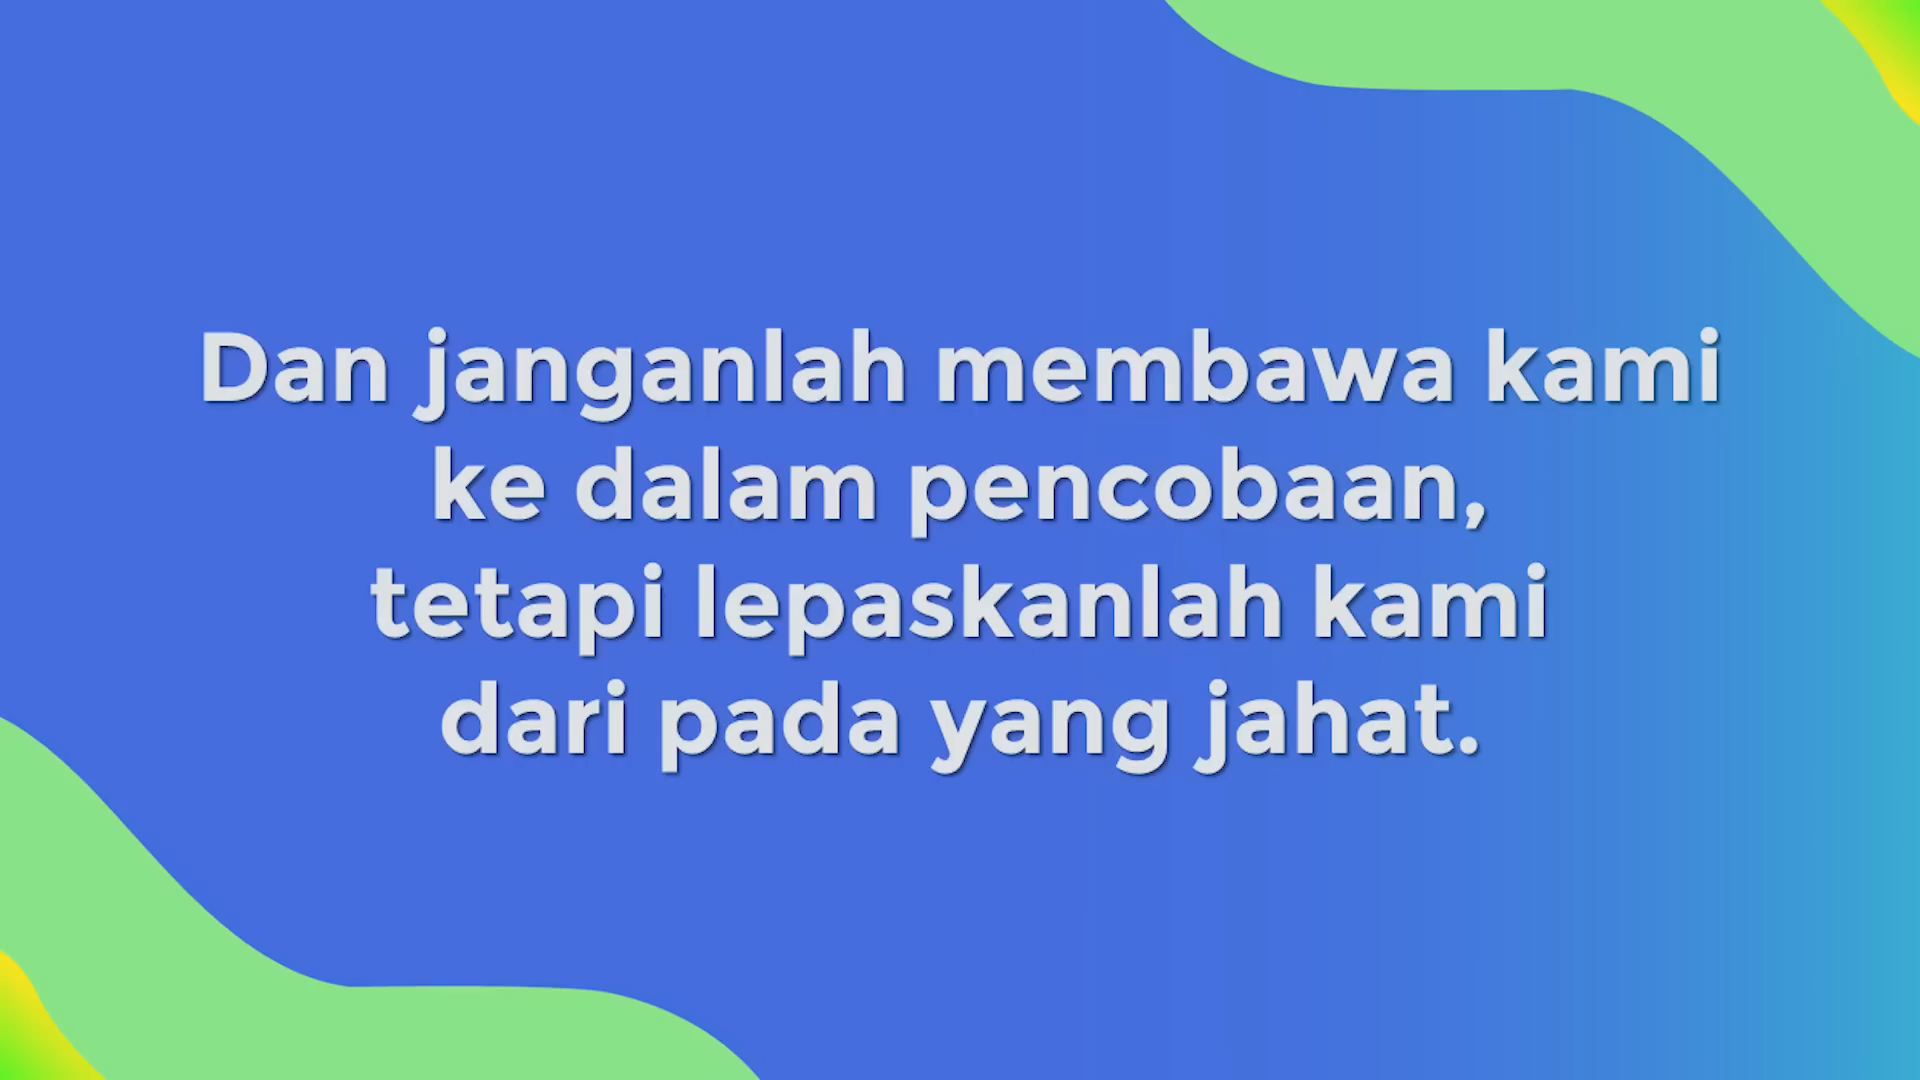 Dan janganlah membawa kami
ke dalam pencobaan,
tetapi lepaskanlah kami
dari pada yang jahat.